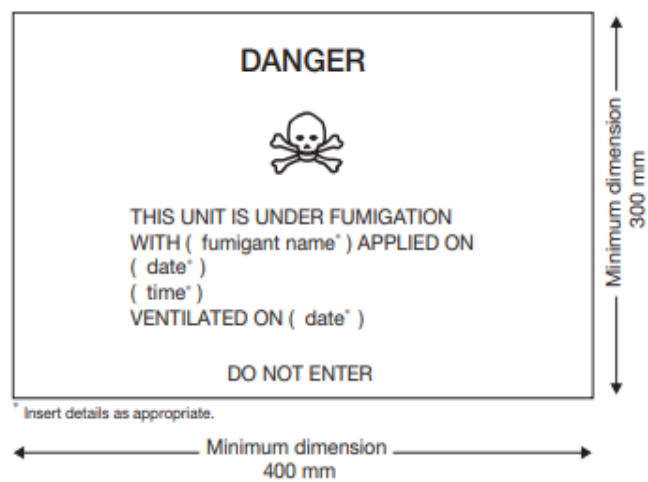 DANGER
THIS UNIT IS UNDER FUMIGATION
WITH ( fumigant name* ) APPLIED ON
( date* )
( time* )
VENTILATED ON ( date* )
DO NOT ENTER
* Insert details as appropriate.
Minimum dimension
400 mm
Minimum dimension
300 mm